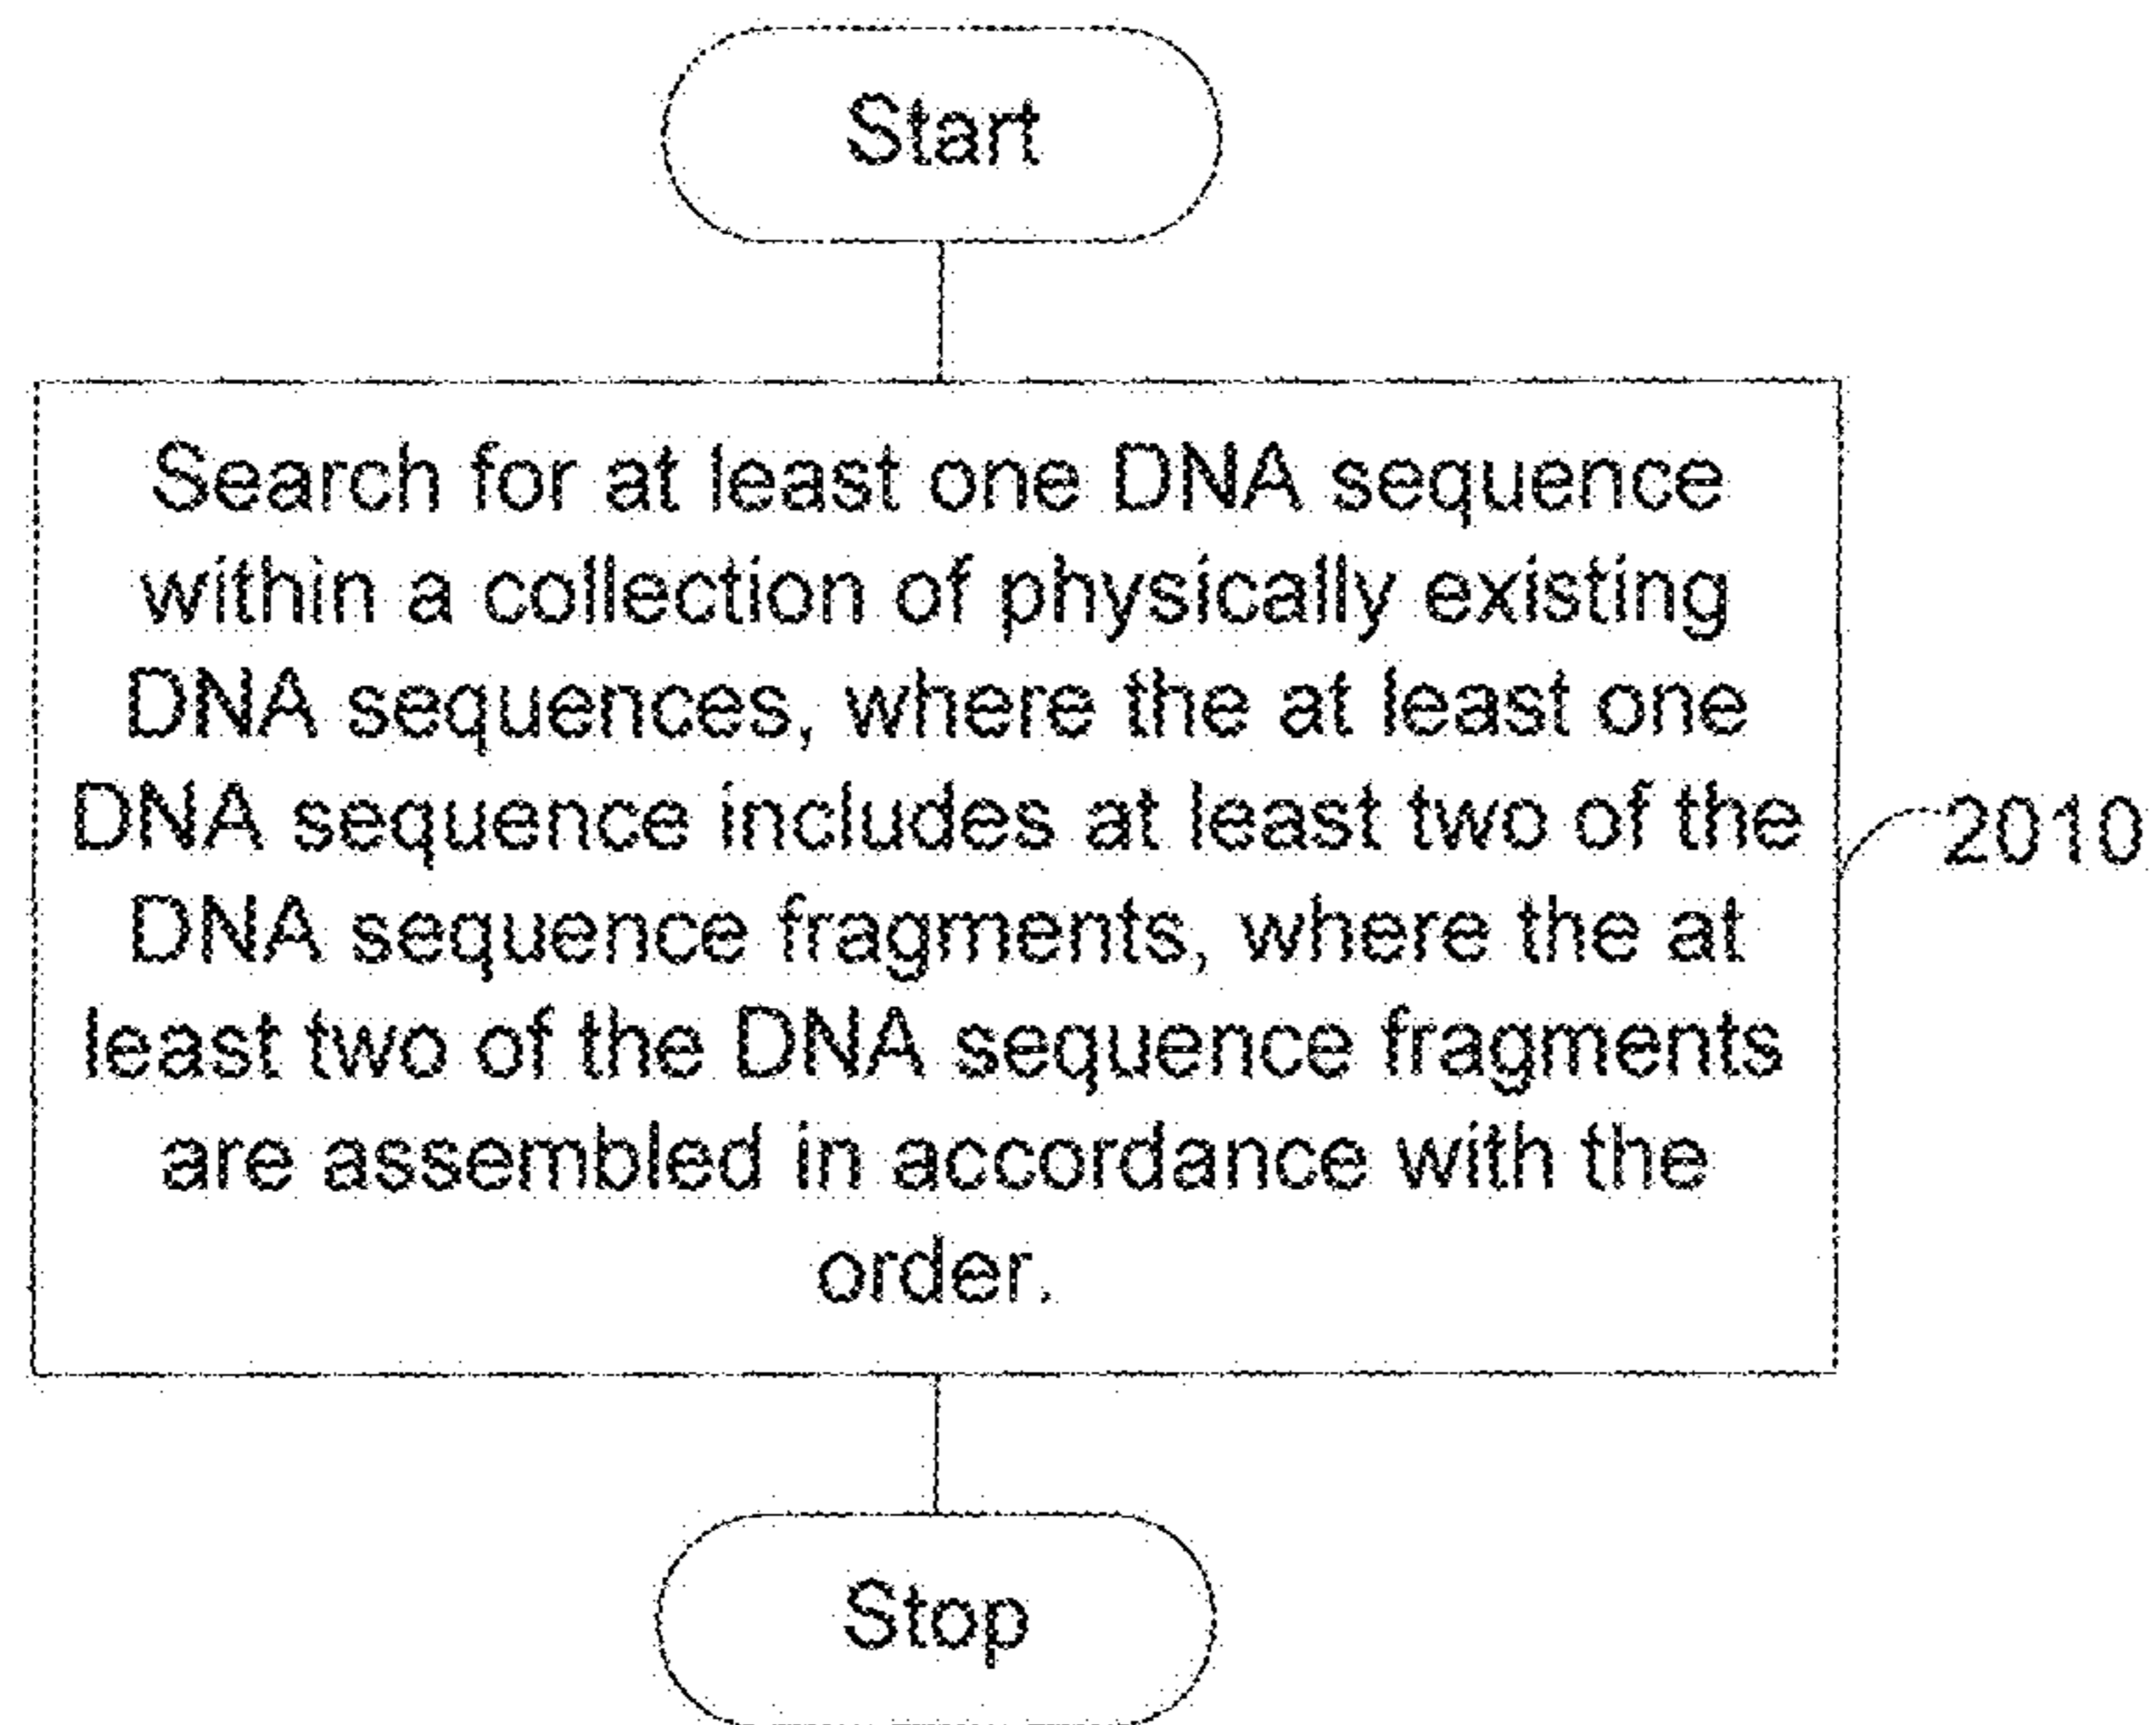 Start
Search for at least one DNA sequence
within a collection of physically existing
DNA sequences, where the at least one
DNA sequence includes at least two of the
DNA sequence fragments, where the at
least two of the DNA sequence fragments
are assembled in accordance with the
order.
2010
Stop